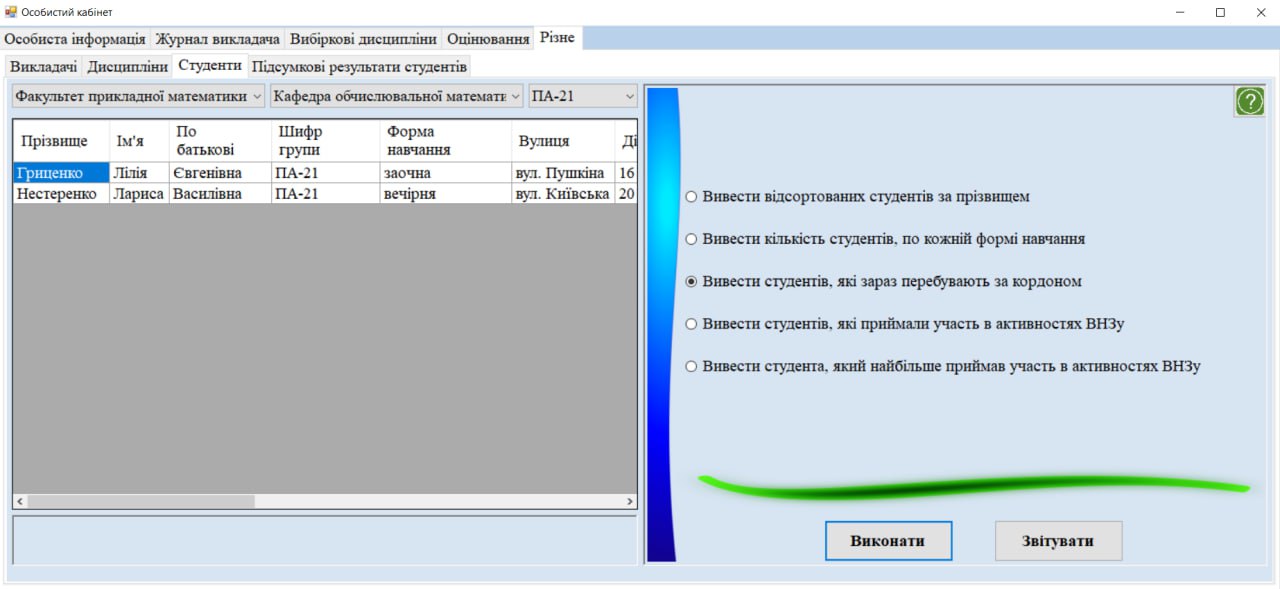 Особистий кабінет
Особиста інформація Журнал викладача Вибіркові дисципліни Оцінювання Різне
Викладачі Дисципліни Студенти Підсумкові результати студентів
Факультет прикладної математики Кафедра обчислювальної математи ПА-21
Прізвище Ім'я По батькові Шифр групи Форма навчання Вулиця Ді
Гриценко Лілія Євгенівна ПА-21 заочна вул. Пушкіна 16
Нестеренко Лариса Василівна ПА-21 вечірня вул. Київська 20
?
Вивести відсортованих студентів за прізвищем
Вивести кількість студентів, по кожній формі навчання
Вивести студентів, які зараз перебувають за кордоном
Вивести студентів, які приймали участь в активностях ВНЗу
Вивести студента, який найбільше приймав участь в активностях ВНЗу
Виконати Звітувати